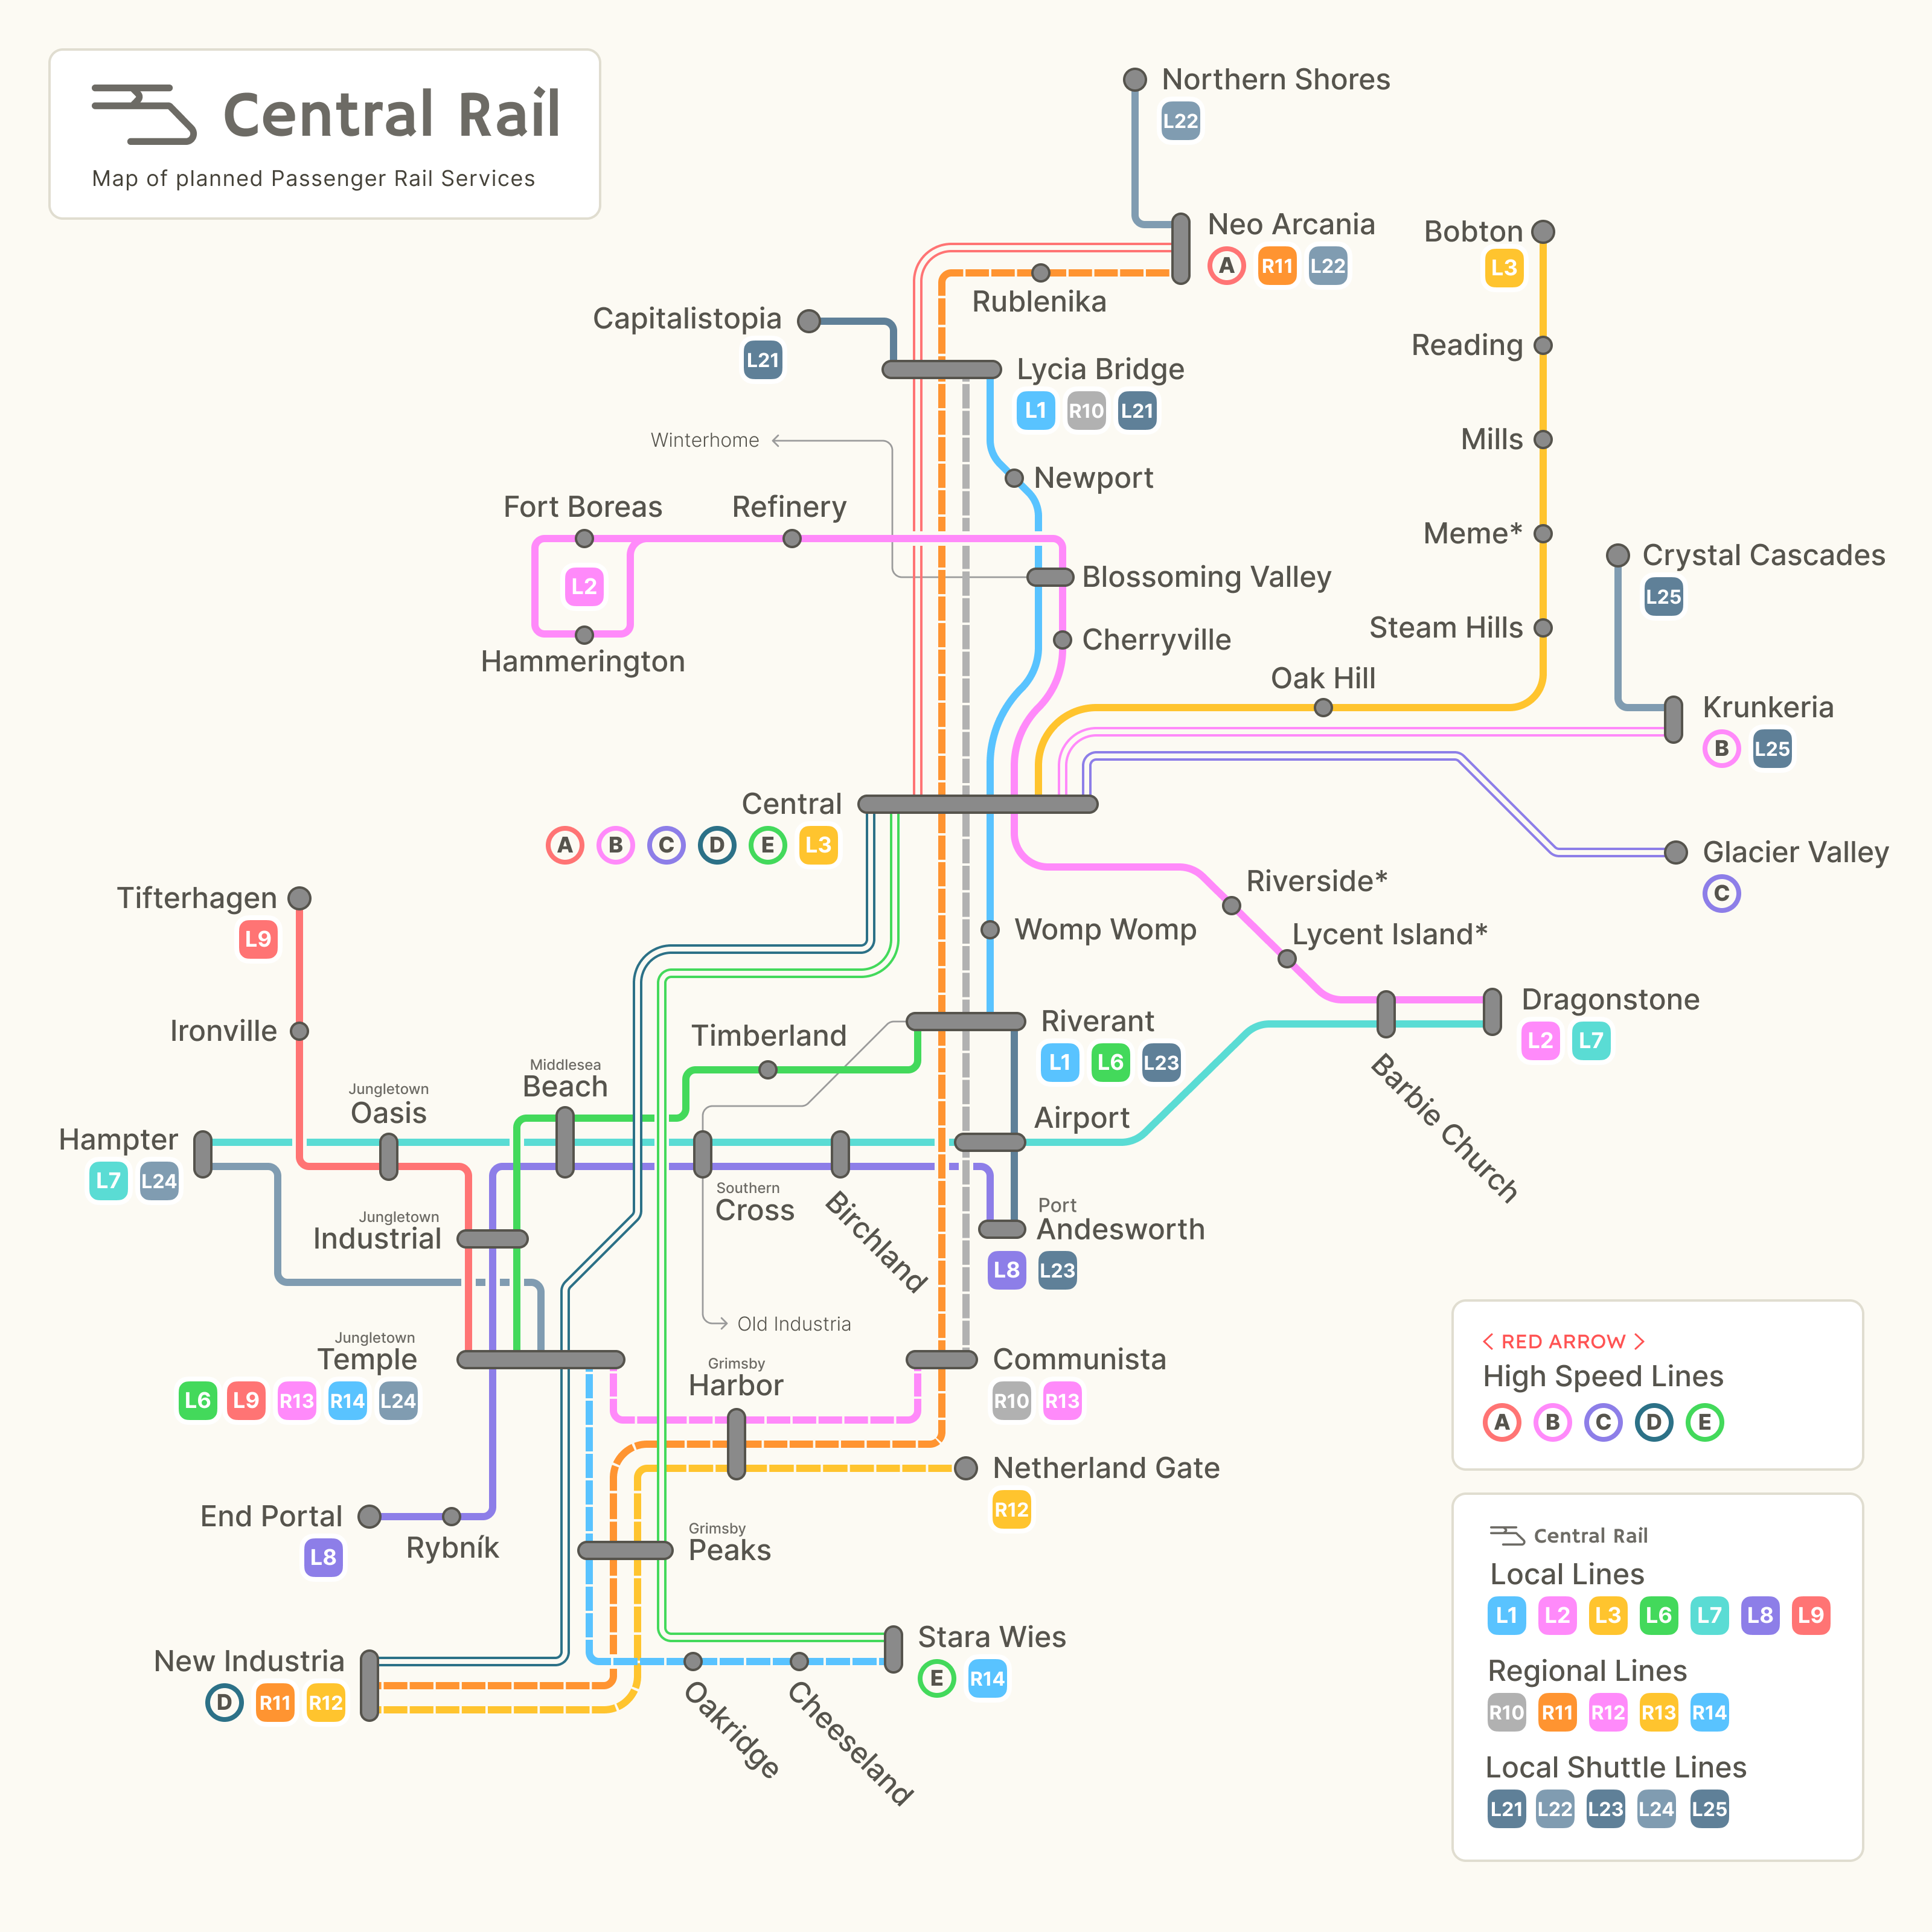 Central Rail
Map of planned Passenger Rail Services
Northern Shores
L22
Neo Arcania
A R11 L22
Rublenika
Bobton
L3
Capitalistopia
L21
Lycia Bridge
L1 R10 L21
Reading
Winterhome
Mills
Newport
Fort Boreas
Refinery
L2
Hammerington
Meme*
Crystal Cascades
L25
Blossoming Valley
Cherryville
Steam Hills
Oak Hill
Krunkeria
B L25
Central
A B C D E L3
Glacier Valley
C
Riverside*
Lycent Island*
Womp Womp
Tifterhagen
L9
Ironville
Dragonstone
L2 L7
Barbie Church
Timberland
Riverant
L1 L6 L23
Middlesea
Beach
Jungletown
Oasis
Airport
Hampter
L7 L24
Southern
Cross
Birchland
Port
Andesworth
L8 L23
Jungletown
Industrial
Old Industria
Jungletown
Temple
L6 L9 R13 R14 L24
Grimsby
Harbor
Communista
R10 R13
Netherland Gate
R12
End Portal
L8
Rybník
Grimsby
Peaks
New Industria
D R11 R12
Stara Wies
E R14
Oakridge
Cheeseland
RED ARROW
High Speed Lines
A B C D E
Central Rail
Local Lines
L1 L2 L3 L6 L7 L8 L9
Regional Lines
R10 R11 R12 R13 R14
Local Shuttle Lines
L21 L22 L23 L24 L25